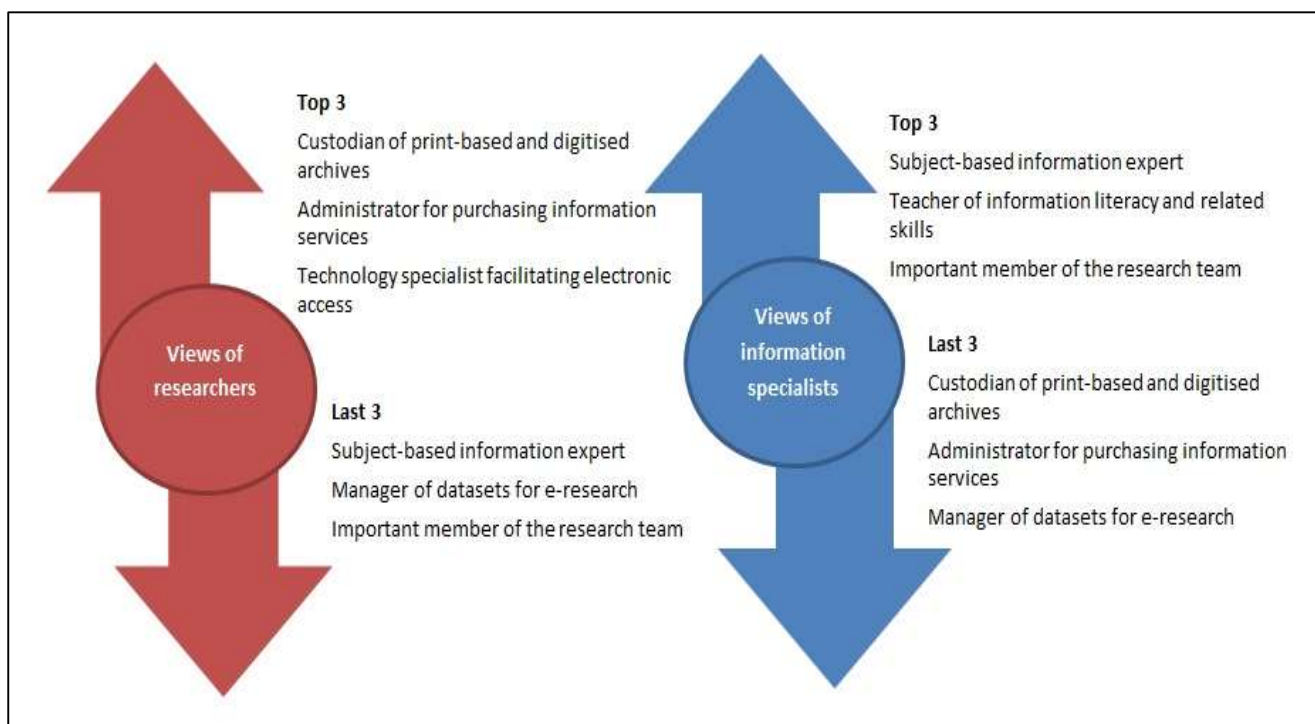 Top 3
Custodian of print-based and digitised
archives
Administrator for purchasing information
services
Technology specialist facilitating electronic
access
Views of
researchers
Last 3
Subject-based information expert
Manager of datasets for e-research
Important member of the research team
Top 3
Subject-based information expert
Teacher of information literacy and related
skills
Important member of the research team
Views of
information
specialists
Last 3
Custodian of print-based and digitised
archives
Administrator for purchasing information
services
Manager of datasets for e-research